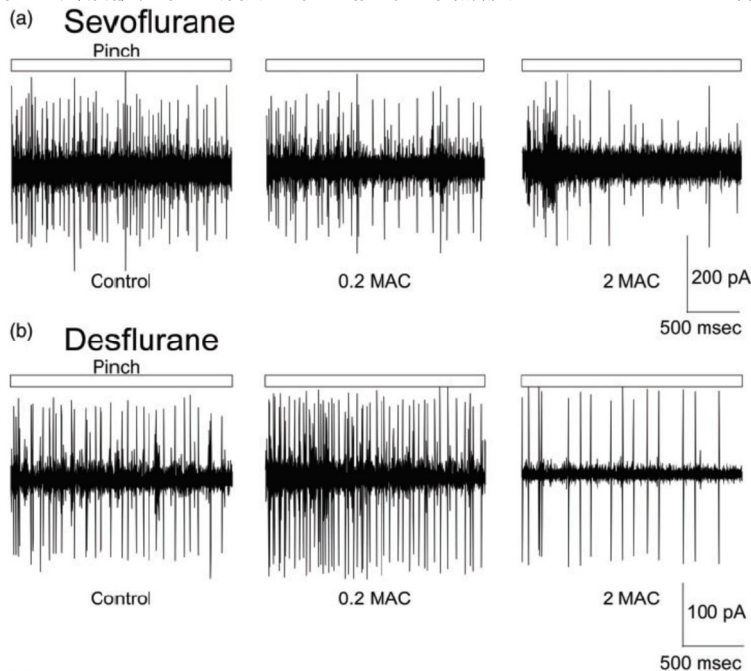 (a) Sevoflurane
Pinch
Control
0.2 MAC
2 MAC
200 pA
500 msec
(b) Desflurane
Pinch
Control
0.2 MAC
2 MAC
100 pA
500 msec